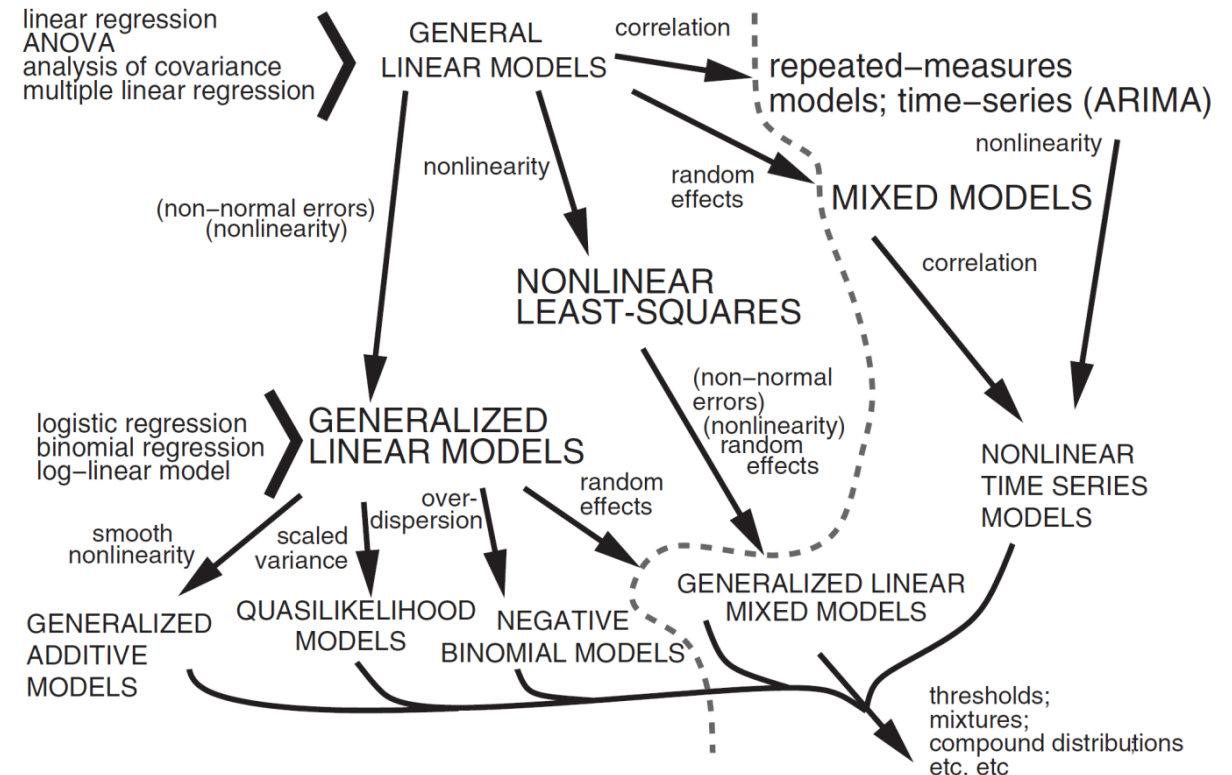 linear regression
ANOVA
analysis of covariance
multiple linear regression
GENERAL
LINEAR MODELS
correlation
repeated−measures
models; time−series (ARIMA)
nonlinearity
nonlinearity
random
effects
MIXED MODELS
(non−normal errors)
(nonlinearity)
correlation
NONLINEAR
LEAST-SQUARES
(non−normal
errors)
(nonlinearity)
random
effects
logistic regression
binomial regression
log−linear model
GENERALIZED
LINEAR MODELS
NONLINEAR
TIME SERIES
MODELS
smooth
nonlinearity
scaled
variance
over-
dispersion
random
effects
GENERALIZED
ADDITIVE
MODELS
QUASILIKELIHOOD
MODELS
NEGATIVE
BINOMIAL MODELS
GENERALIZED LINEAR
MIXED MODELS
thresholds;
mixtures;
compound distributions;
etc. etc